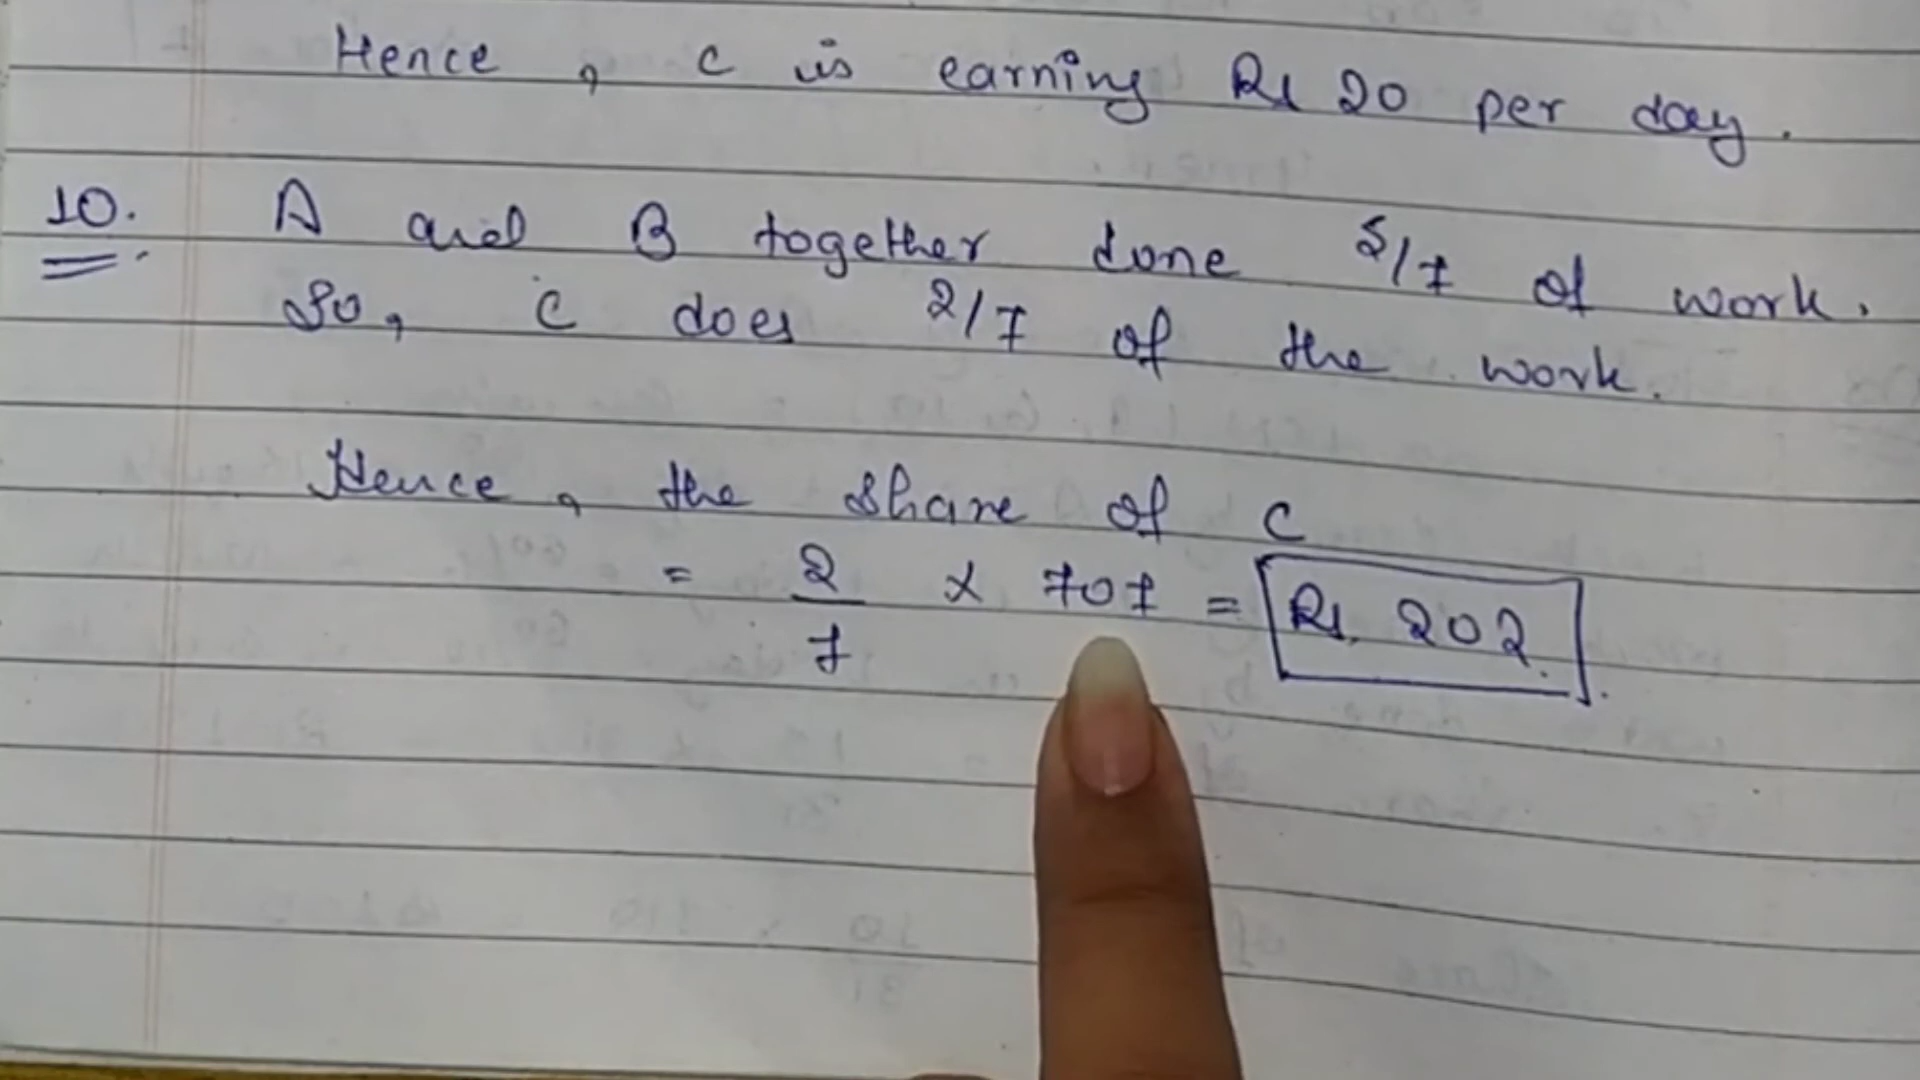 Hence, C is earning Rs 20 per day.
10. A and B together done 5/7 of work.
So, C does 2/7 of the work.
Hence, the share of C
= 2/7 × 707 = Rs. 202.